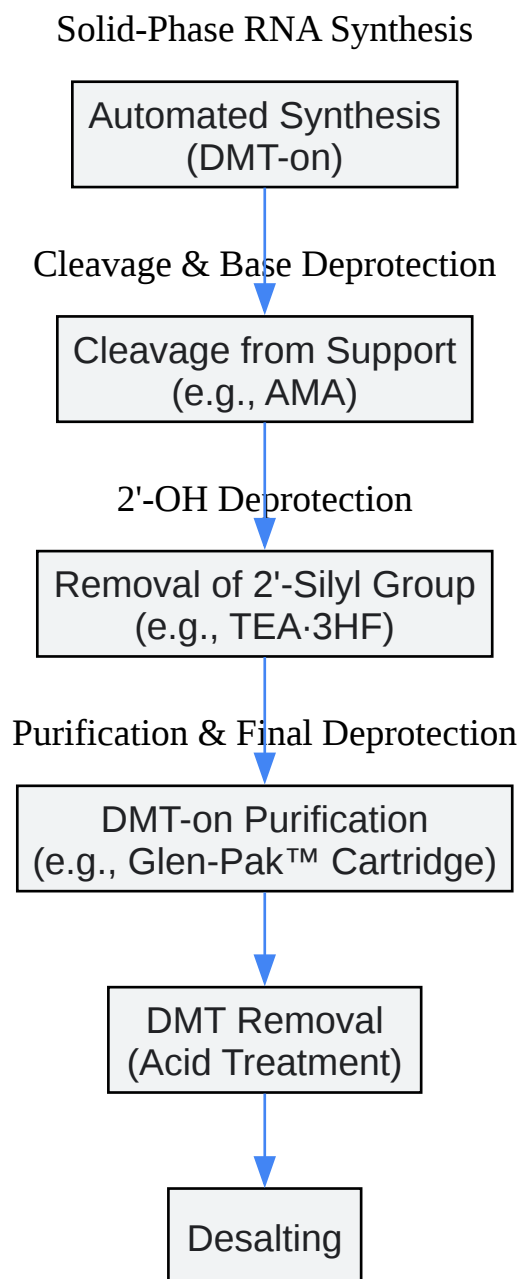 Solid-Phase RNA Synthesis
Automated Synthesis
(DMT-on)
Cleavage & Base Deprotection
Cleavage from Support
(e.g., AMA)
2'-OH Deprotection
Removal of 2'-Silyl Group
(e.g., TEA·3HF)
Purification & Final Deprotection
DMT-on Purification
(e.g., Glen-Pak™ Cartridge)
DMT Removal
(Acid Treatment)
Desalting